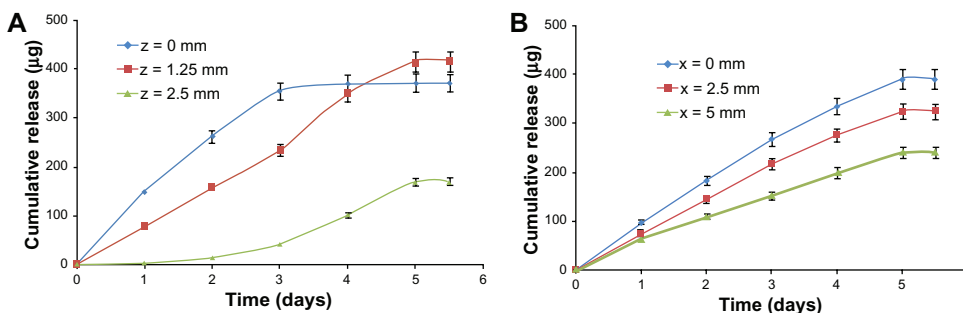 A
500
400
300
200
100
0
0 1 2 3 4 5 6
Cumulative release (µg)
Time (days)
z = 0 mm
z = 1.25 mm
z = 2.5 mm
B
500
400
300
200
100
0
0 1 2 3 4 5
Cumulative release (µg)
Time (days)
x = 0 mm
x = 2.5 mm
x = 5 mm